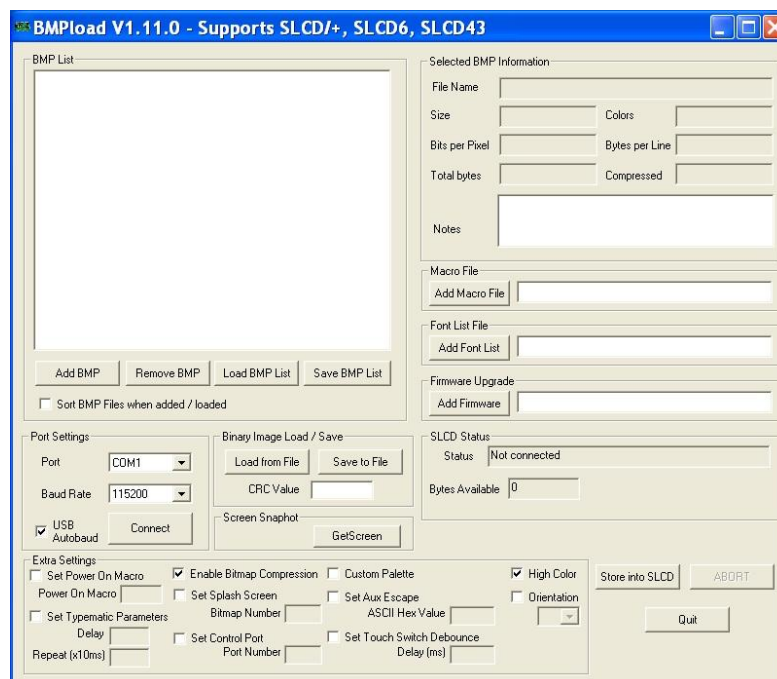 BMPload V1.11.0 - Supports SLCD/+, SLCD6, SLCD43
BMP List
Add BMP
Remove BMP
Load BMP List
Save BMP List
Sort BMP Files when added / loaded
Selected BMP Information
File Name
Size
Colors
Bits per Pixel
Bytes per Line
Total bytes
Compressed
Notes
Macro File
Add Macro File
Font List File
Add Font List
Firmware Upgrade
Add Firmware
Port Settings
Port
COM1
Baud Rate
115200
USB
Autobaud
Connect
Binary Image Load / Save
Load from File
Save to File
CRC Value
Screen Snaphot
GetScreen
SLCD Status
Status
Not connected
Bytes Available
0
Extra Settings
Set Power On Macro
Power On Macro
Set Typematic Parameters
Delay
Repeat (x10ms)
Enable Bitmap Compression
Set Splash Screen
Bitmap Number
Set Control Port
Port Number
Custom Palette
Set Aux Escape
ASCII Hex Value
Set Touch Switch Debounce
Delay (ms)
High Color
Orientation
Store into SLCD
ABORT
Quit